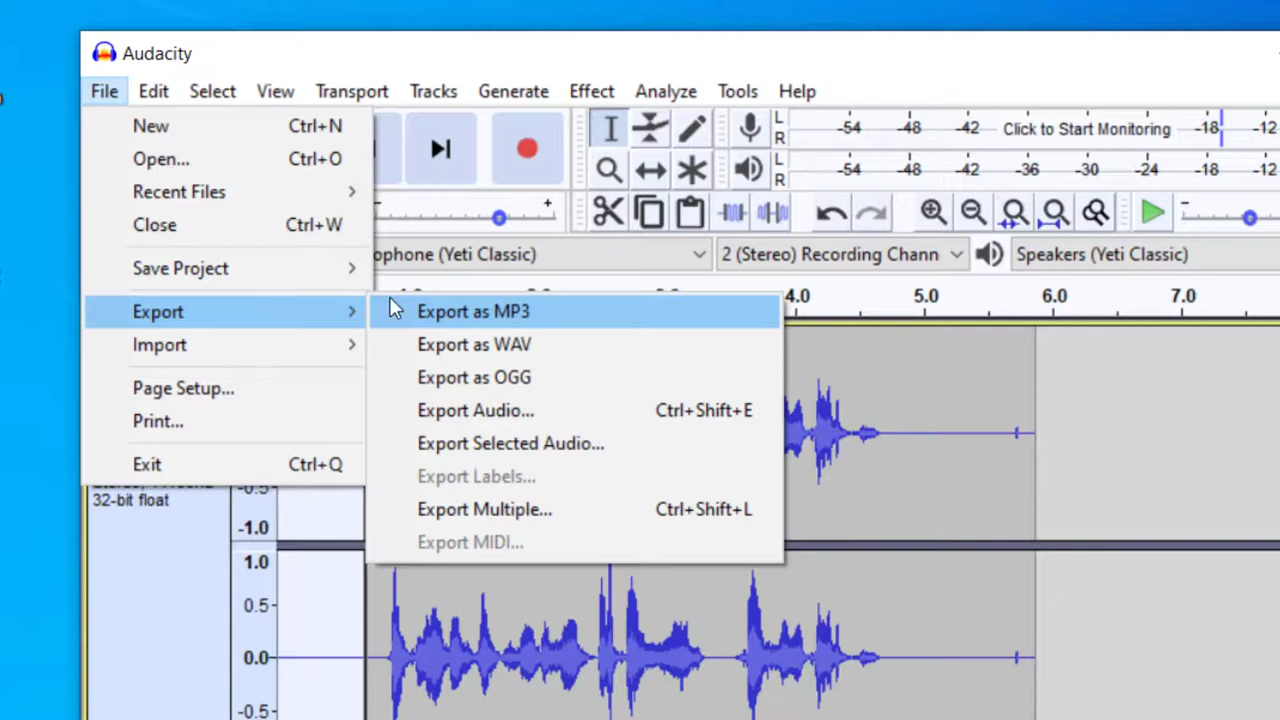 Audacity
File Edit Select View Transport Tracks Generate Effect Analyze Tools Help
New Ctrl+N
Open... Ctrl+O
Recent Files
Close Ctrl+W
Save Project
Export
Import
Page Setup...
Print...
Exit Ctrl+Q
L
R
-54 -48 -42 Click to Start Monitoring -18 -12
L
R
-54 -48 -42 -36 -30 -24 -18 -12
- +
-
ophone (Yeti Classic) 2 (Stereo) Recording Chann Speakers (Yeti Classic)
4.0 5.0 6.0 7.0
Export as MP3
Export as WAV
Export as OGG
Export Audio... Ctrl+Shift+E
Export Selected Audio...
Export Labels...
Export Multiple... Ctrl+Shift+L
Export MIDI...
32-bit float
-0.5
-1.0
1.0
0.5
0.0
-0.5